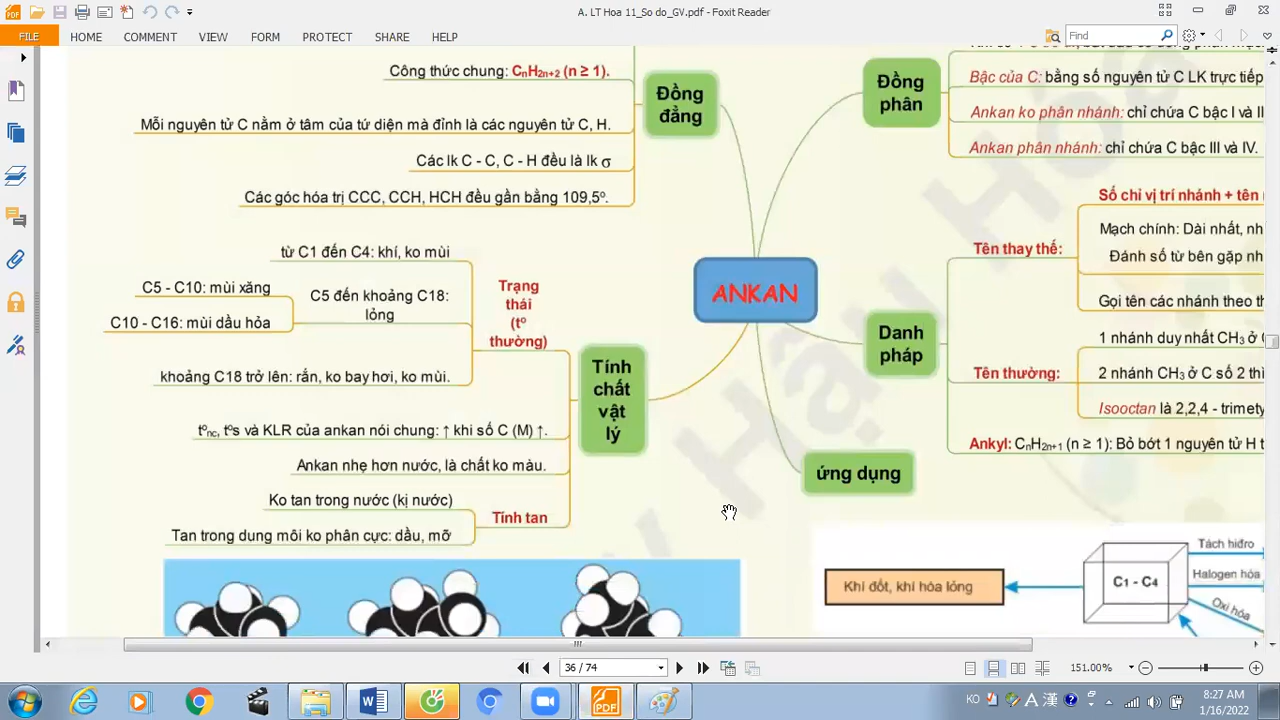 A. LT Hoa 11_So do_GV.pdf - Foxit Reader
FILE HOME COMMENT VIEW FORM PROTECT SHARE HELP
Find
Công thức chung: CnH2n+2 (n ≥ 1).
Mỗi nguyên tử C nằm ở tâm của tứ diện mà đỉnh là các nguyên tử C, H.
Các lk C - C, C - H đều là lk σ
Các góc hóa trị CCC, CCH, HCH đều gần bằng 109,5º.
Đồng
đẳng
Đồng
phân
Bậc của C: bằng số nguyên tử C LK trực tiếp
Ankan ko phân nhánh: chỉ chứa C bậc I và II
Ankan phân nhánh: chỉ chứa C bậc III và IV.
từ C1 đến C4: khí, ko mùi
C5 - C10: mùi xăng
C10 - C16: mùi dầu hỏa
C5 đến khoảng C18:
lỏng
khoảng C18 trở lên: rắn, ko bay hơi, ko mùi.
Trạng
thái
(tº
thường)
tºnc, tºs và KLR của ankan nói chung: ↑ khi số C (M) ↑.
Ankan nhẹ hơn nước, là chất ko màu.
Ko tan trong nước (kị nước)
Tan trong dung môi ko phân cực: dầu, mỡ
Tính tan
Tính
chất
vật
lý
ANKAN
Danh
pháp
Tên thay thế:
Số chỉ vị trí nhánh + tên
Mạch chính: Dài nhất, nh
Đánh số từ bên gặp nh
Gọi tên các nhánh theo th
Tên thường:
1 nhánh duy nhất CH3 ở
2 nhánh CH3 ở C số 2 thì
Isooctan là 2,2,4 - trimety
Ankyl: CnH2n+1 (n ≥ 1): Bỏ bớt 1 nguyên tử H t
ứng dụng
Khí đốt, khí hóa lỏng
C1 - C4
Tách hiđro
Halogen hóa
Oxi hóa
Hậu Hóa
36 / 74
151.00%
KO
A 漢
8:27 AM
1/16/2022